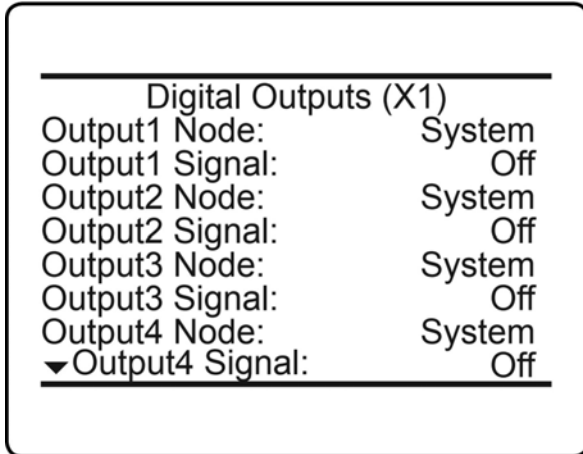 Digital Outputs (X1)
Output1 Node: System
Output1 Signal: Off
Output2 Node: System
Output2 Signal: Off
Output3 Node: System
Output3 Signal: Off
Output4 Node: System
Output4 Signal: Off